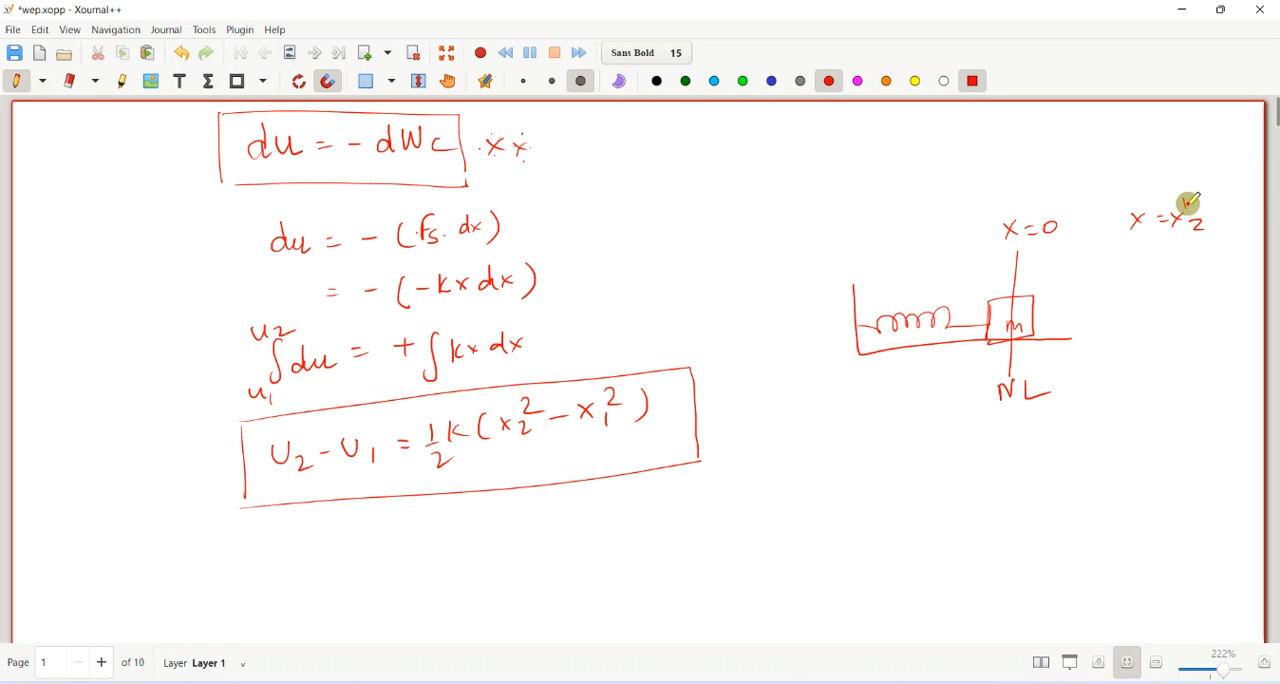 *wep.xopp - Xournal++
File Edit View Navigation Journal Tools Plugin Help
Sans Bold 15
du = - dWc
x x
du = - (fs. dx)
= - (-kx dx)
∫ du = + ∫ kx dx
U2
U1
U2 - U1 = 1/2 k (x2² - x1²)
x = 0
x = x
2
m
NL
Page 1 of 10 Layer Layer 1
223%